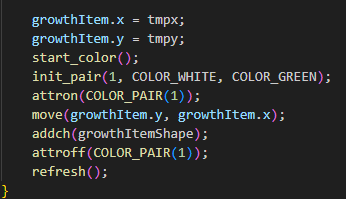 growthItem.x = tmpx;
growthItem.y = tmpy;
start_color();
init_pair(1, COLOR_WHITE, COLOR_GREEN);
attron(COLOR_PAIR(1));
move(growthItem.y, growthItem.x);
addch(growthItemShape);
attroff(COLOR_PAIR(1));
refresh();
}